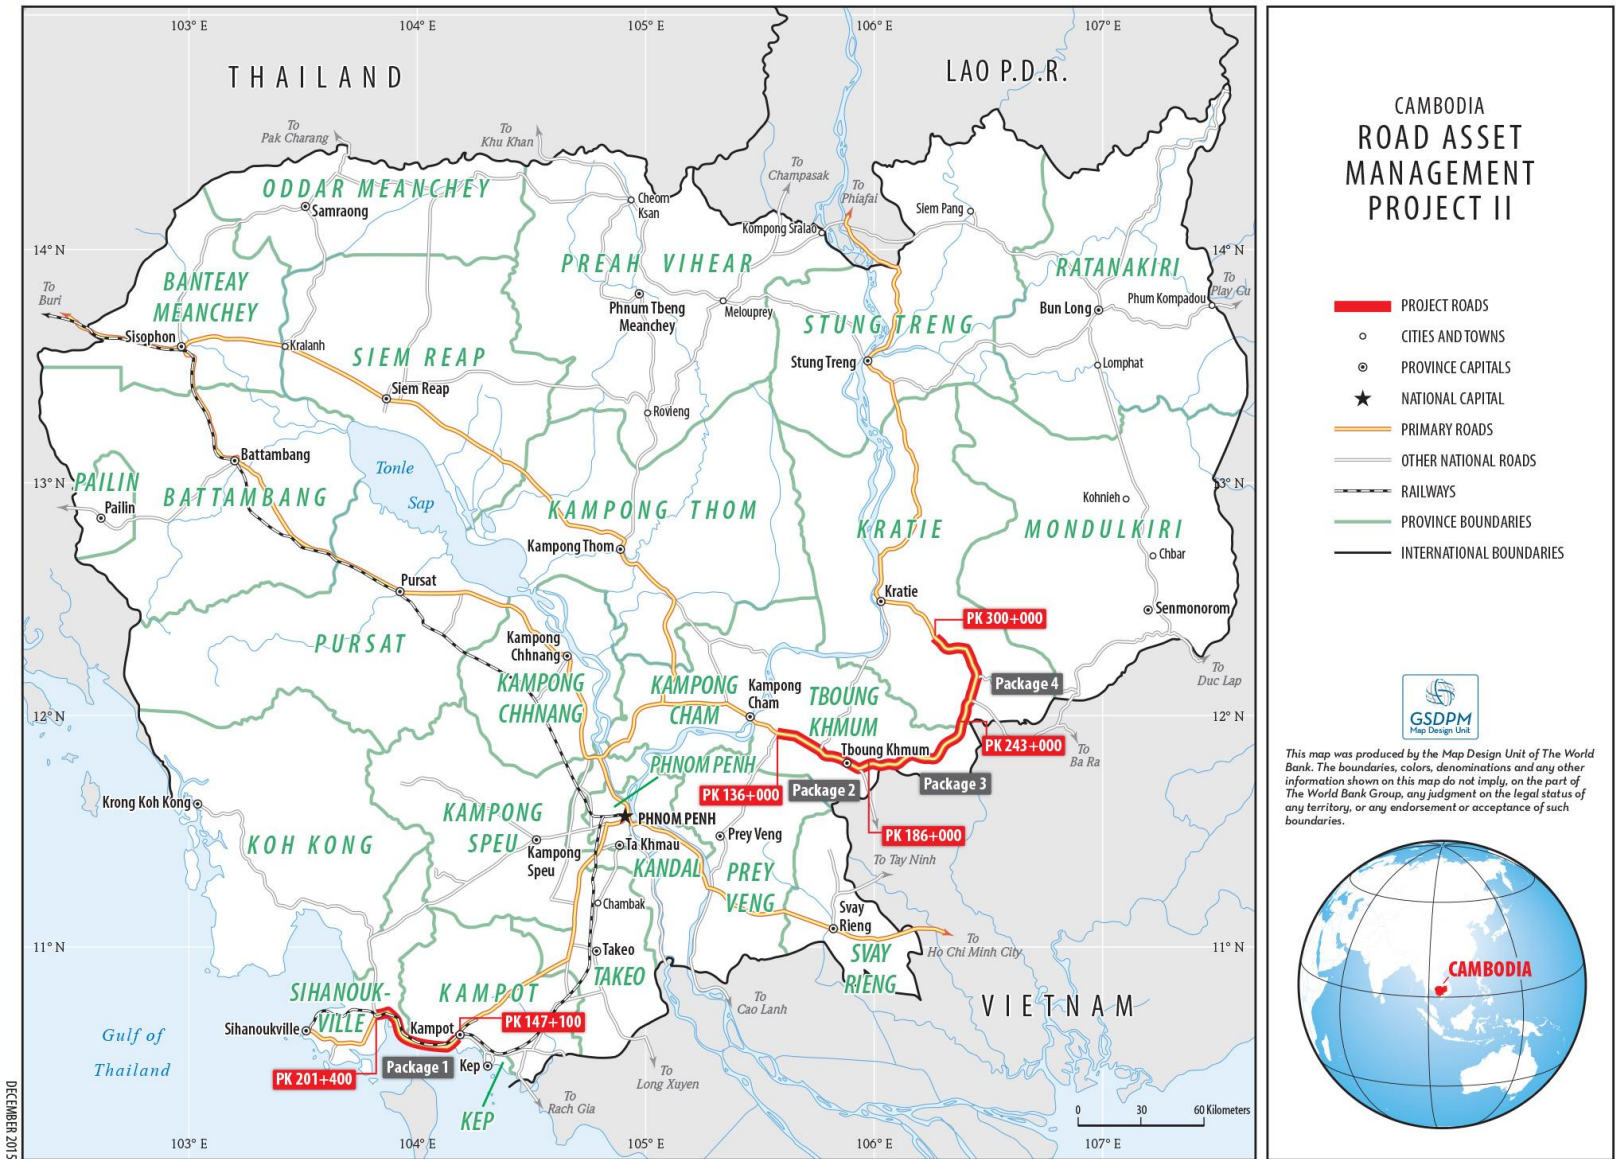 103° E
104° E
105° E
106° E
107° E
THAILAND
LAO P.D.R.
To
Pak Charang
To
Khu Khan
To
Champasak
To
Phiafai
ODDAR MEANCHEY
Samraong
Cheom
Ksan
Kompong Sralao
Siem Pang
14° N
14° N
PREAH VIHEAR
RATANAKIRI
BANTEAY
MEANCHEY
To
Buri
To
Play Cu
Phnum Tbeng
Meanchey
Melouprey
Bun Long
Phum Kompadou
STUNG TRENG
Sisophon
Kralanh
SIEM REAP
Stung Treng
Lomphat
Siem Reap
Rovieng
Battambang
Tonle
Sap
13° N
13° N
PAILIN
Pailin
BATTAMBANG
KAMPONG THOM
KRATIE
Kohnieh
MONDULKIRI
Kampong Thom
Chbar
Pursat
Kratie
Senmonorom
PK 300+000
PURSAT
Kampong
Chhnang
To
Duc Lap
KAMPONG
CHHNANG
KAMPONG
CHAM
Kampong
Cham
TBOUNG
KHMUM
Package 4
12° N
12° N
Tboung Khmum
PK 243+000
To
Ba Ra
PHNOM PENH
PK 136+000
Package 2
Package 3
Krong Koh Kong
KAMPONG
SPEU
PHNOM PENH
Prey Veng
PK 186+000
KOH KONG
Kampong
Speu
Ta Khmau
KANDAL
PREY
VENG
To Tay Ninh
Chambak
Svay
Rieng
11° N
11° N
Takeo
TAKEO
To
Ho Chi Minh City
SVAY
RIENG
SIHANOUK-
VILLE
KAMPOT
To
Cao Lanh
VIETNAM
Sihanoukville
Kampot
PK 147+100
Gulf of
Thailand
PK 201+400
Package 1
Kep
KEP
To
Long Xuyen
To
Rach Gia
0 30 60 Kilometers
103° E
104° E
105° E
106° E
107° E
DECEMBER 2015
CAMBODIA
ROAD ASSET
MANAGEMENT
PROJECT II
PROJECT ROADS
CITIES AND TOWNS
PROVINCE CAPITALS
NATIONAL CAPITAL
PRIMARY ROADS
OTHER NATIONAL ROADS
RAILWAYS
PROVINCE BOUNDARIES
INTERNATIONAL BOUNDARIES
GSDPM
Map Design Unit
This map was produced by the Map Design Unit of The World
Bank. The boundaries, colors, denominations and any other
information shown on this map do not imply, on the part of
The World Bank Group, any judgment on the legal status of
any territory, or any endorsement or acceptance of such
boundaries.
CAMBODIA